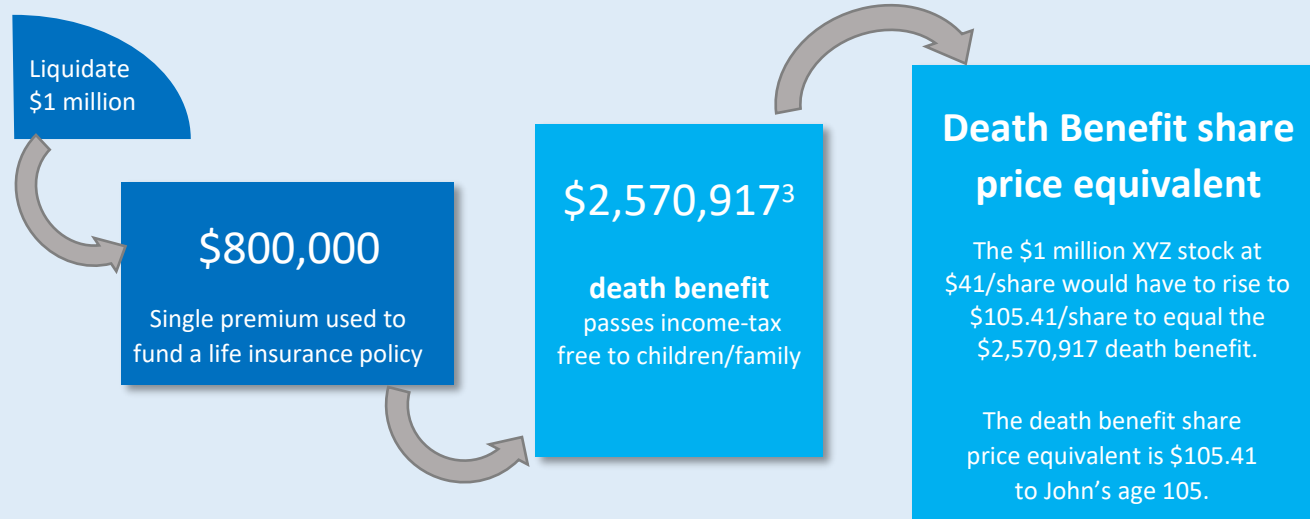 Liquidate
$1 million
$800,000
Single premium used to
fund a life insurance policy
$2,570,917³
death benefit
passes income-tax
free to children/family
Death Benefit share
price equivalent
The $1 million XYZ stock at
$41/share would have to rise to
$105.41/share to equal the
$2,570,917 death benefit.
The death benefit share
price equivalent is $105.41
to John’s age 105.